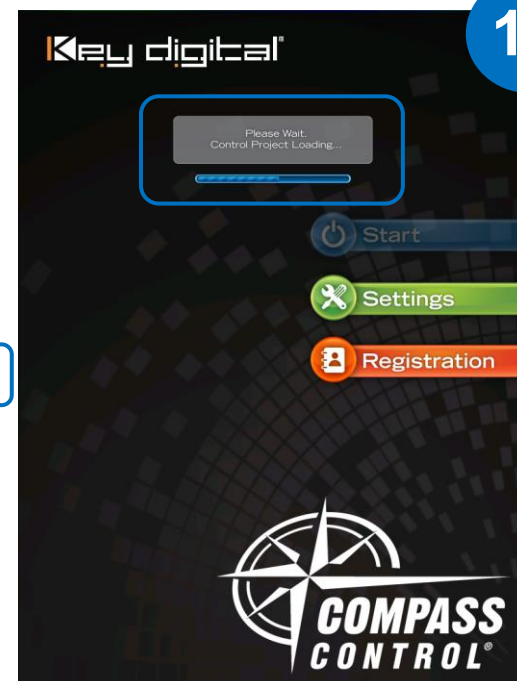 Key digital®
1
Please Wait.
Control Project Loading...
Start
Settings
Registration
COMPASS
CONTROL®